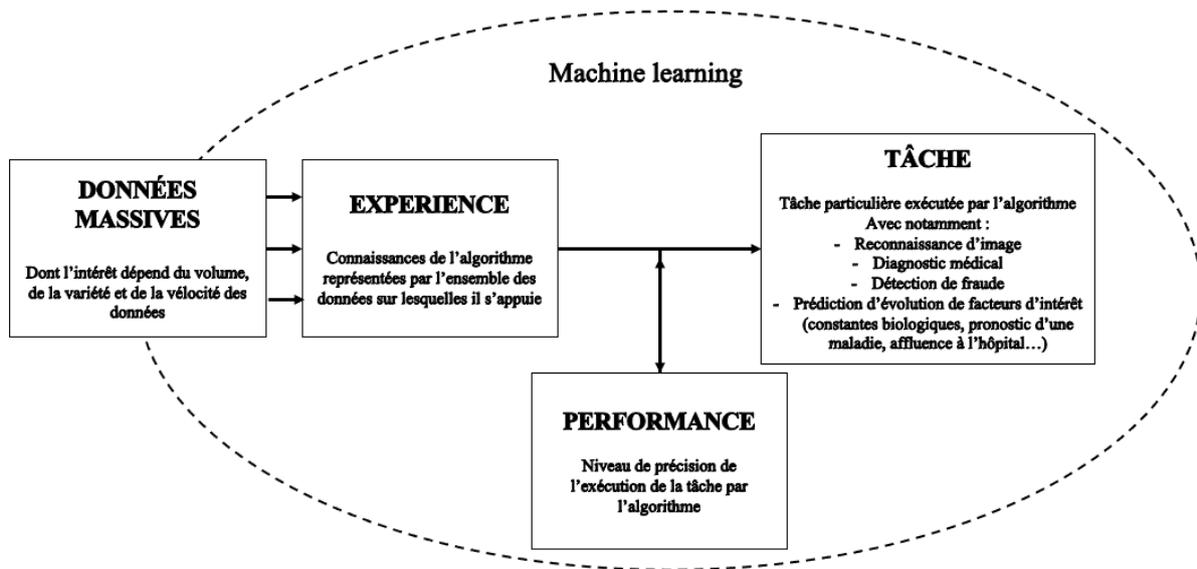 Machine learning
DONNÉES
MASSIVES
Dont l'intérêt dépend du volume,
de la variété et de la vélocité des
données
EXPERIENCE
Connaissances de l'algorithme
représentées par l'ensemble des
données sur lesquelles il s'appuie
TÂCHE
Tâche particulière exécutée par l'algorithme
Avec notamment :
- Reconnaissance d'image
- Diagnostic médical
- Détection de fraude
- Prédiction d'évolution de facteurs d'intérêt
(constantes biologiques, pronostic d'une
maladie, affluence à l'hôpital…)
PERFORMANCE
Niveau de précision de
l'exécution de la tâche par
l'algorithme